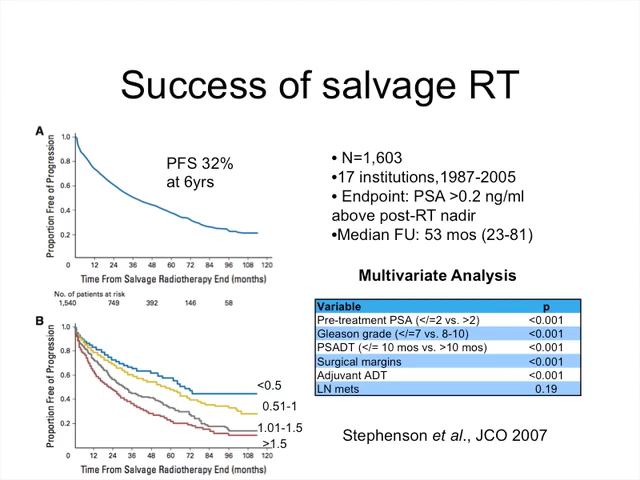 Success of salvage RT
A
PFS 32%
at 6yrs
Proportion Free of Progression
1.0
0.8
0.6
0.4
0.2
0 12 24 36 48 60 72 84 96 108 120
Time From Salvage Radiotherapy End (months)
No. of patients at risk
1,540 749 392 146 58
B
Proportion Free of Progression
1.0
0.8
0.6
0.4
0.2
<0.5
0.51-1
1.01-1.5
>1.5
0 12 24 36 48 60 72 84 96 108 120
Time From Salvage Radiotherapy End (months)
• N=1,603
•17 institutions,1987-2005
• Endpoint: PSA >0.2 ng/ml
above post-RT nadir
•Median FU: 53 mos (23-81)
Multivariate Analysis
Variable p
Pre-treatment PSA (</=2 vs. >2) <0.001
Gleason grade (</=7 vs. 8-10) <0.001
PSADT (</= 10 mos vs. >10 mos) <0.001
Surgical margins <0.001
Adjuvant ADT <0.001
LN mets 0.19
Stephenson et al., JCO 2007